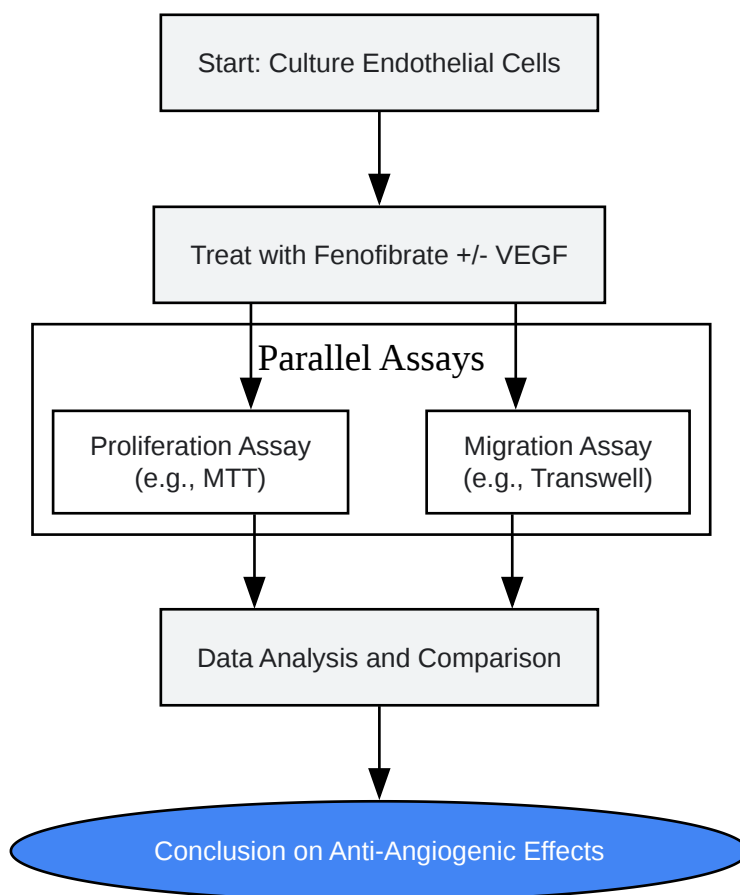 Start: Culture Endothelial Cells
Treat with Fenofibrate +/- VEGF
Parallel Assays
Proliferation Assay
(e.g., MTT)
Migration Assay
(e.g., Transwell)
Data Analysis and Comparison
Conclusion on Anti-Angiogenic Effects